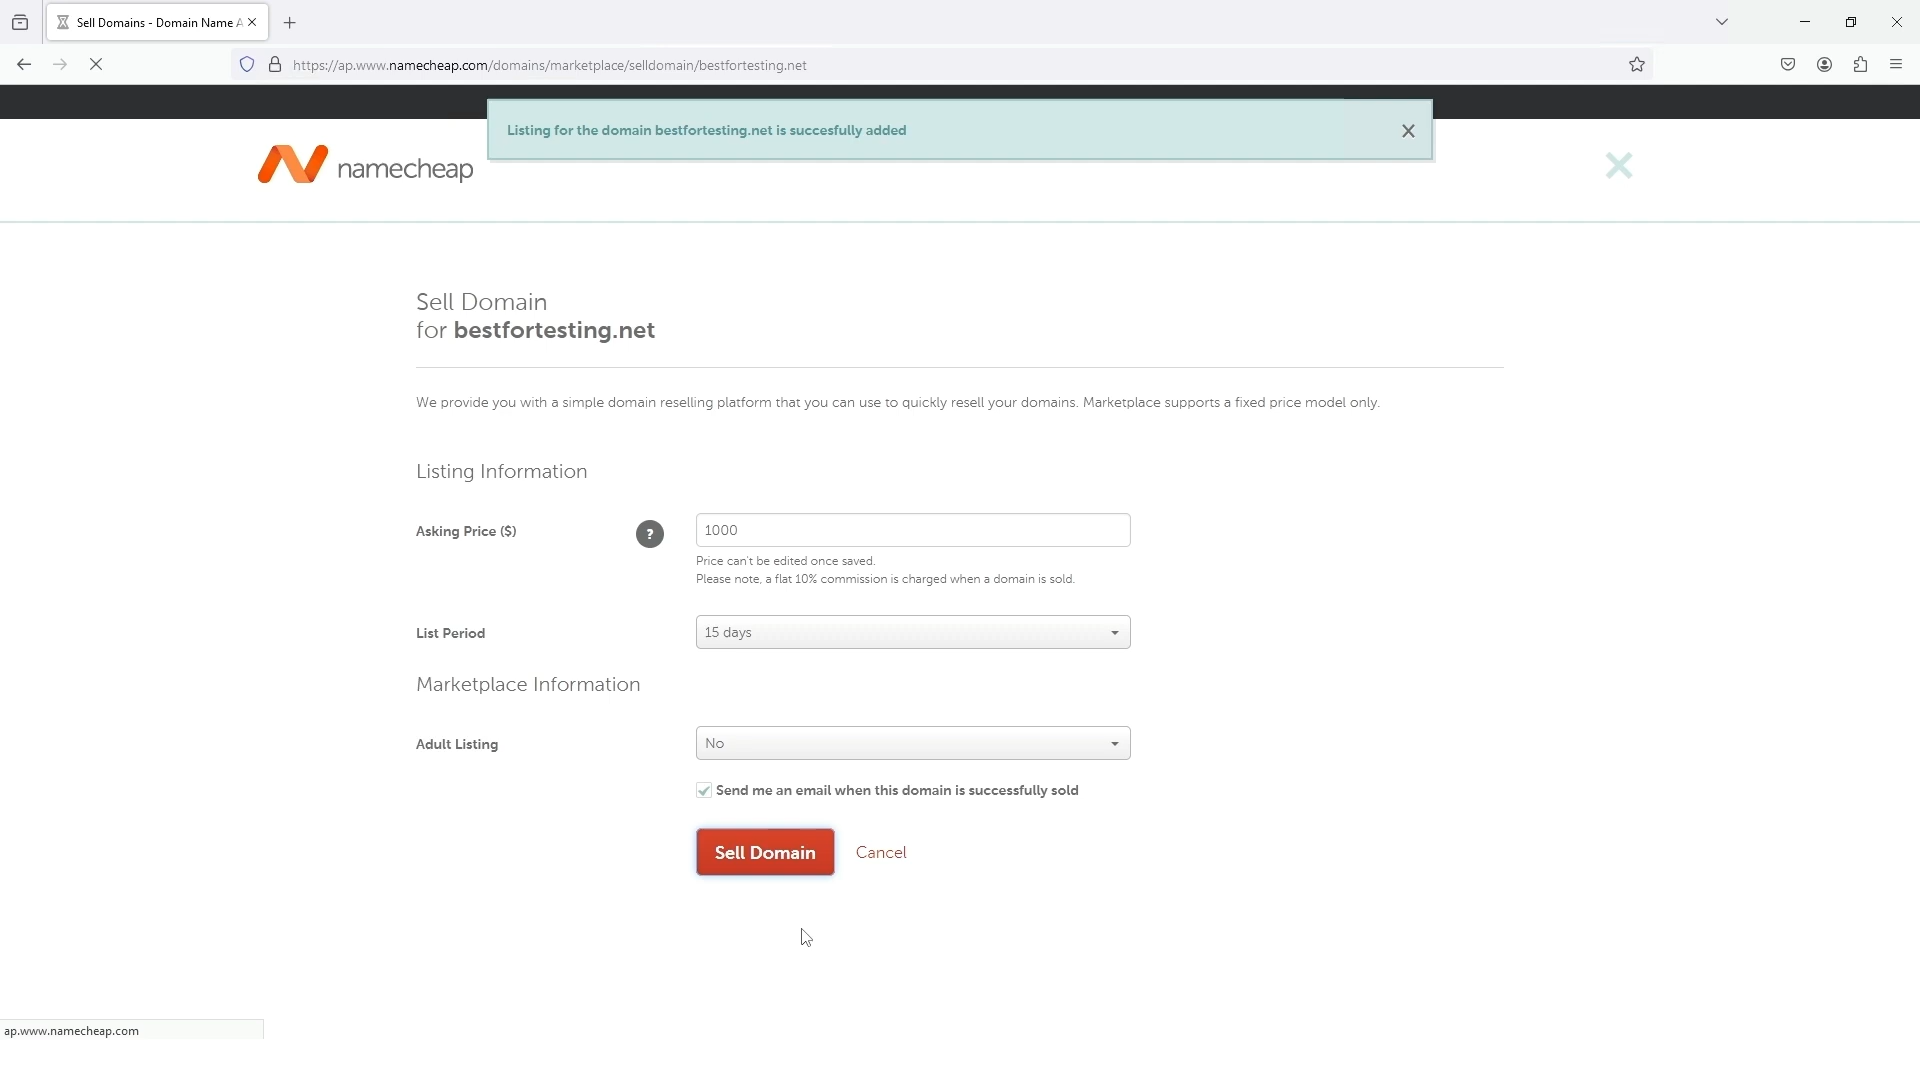 Sell Domains - Domain Name A
https://ap.www.namecheap.com/domains/marketplace/selldomain/bestfortesting.net
Listing for the domain bestfortesting.net is succesfully added
namecheap
Sell Domain
for bestfortesting.net
We provide you with a simple domain reselling platform that you can use to quickly resell your domains. Marketplace supports a fixed price model only.
Listing Information
Asking Price ($) ? 1000
Price can't be edited once saved.
Please note, a flat 10% commission is charged when a domain is sold.
List Period 15 days
Marketplace Information
Adult Listing No
Send me an email when this domain is successfully sold
Sell Domain Cancel
ap.www.namecheap.com